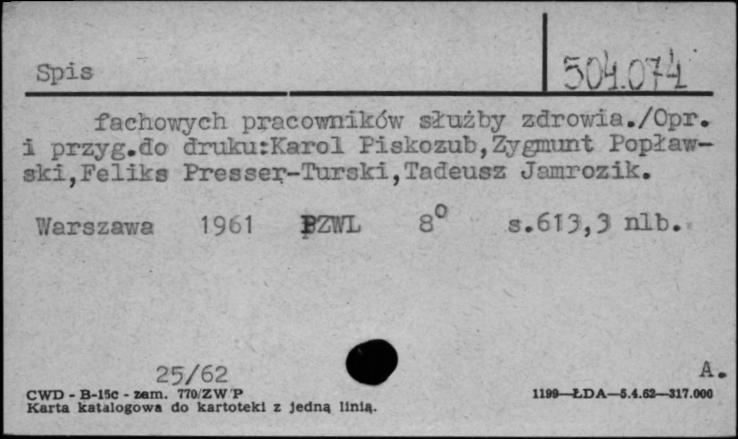 Spis
504.074
fachowych pracowników służby zdrowia./Opr.
i przyg.do druku:Karol Piskozub,Zygmunt Popław-
ski,Feliks Presser-Turski,Tadeusz Jamrozik.
Warszawa 1961 PZWL 8° s.613,3 nlb.
25/62
A.
CWD - B-15c - zam. 770/ZW/P
1199—ŁDA—5.4.62—317.000
Karta katalogowa do kartoteki z jedną linią.